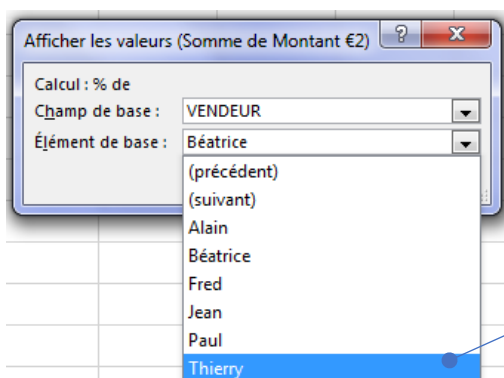 Afficher les valeurs (Somme de Montant €2) ? X
Calcul : % de
Champ de base : VENDEUR
Élément de base : Béatrice
(précédent)
(suivant)
Alain
Béatrice
Fred
Jean
Paul
Thierry